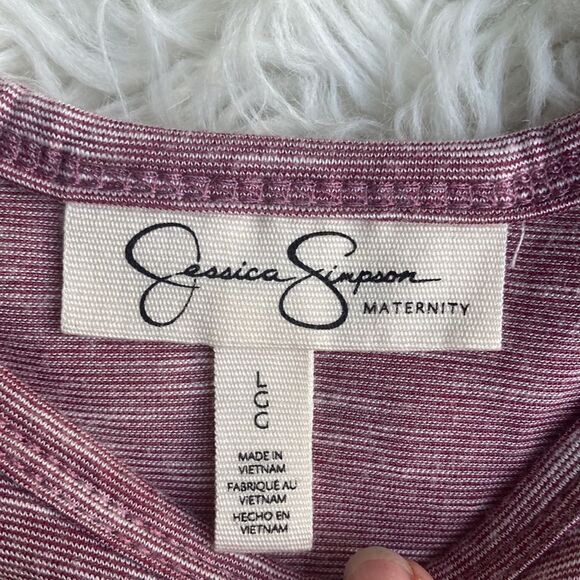 Jessica Simpson
MATERNITY
L
G
G
MADE IN
VIETNAM
FABRIQUÉ AU
VIETNAM
HECHO EN
VIETNAM